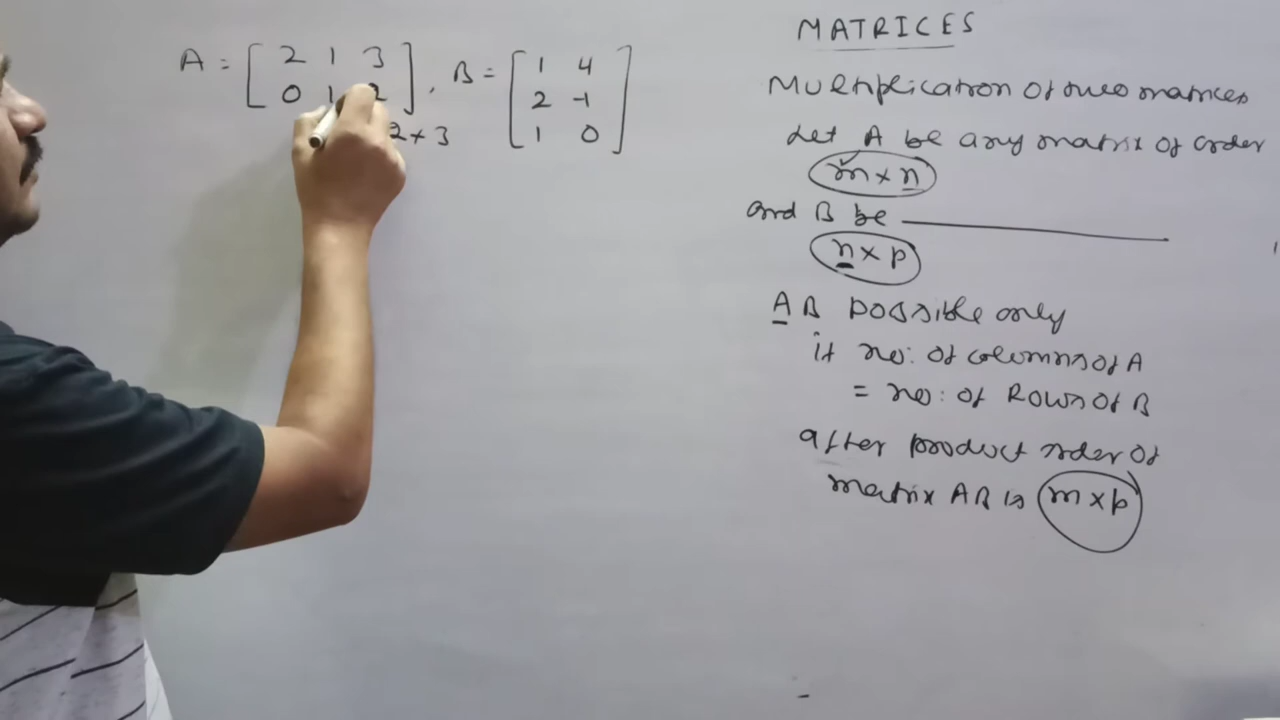 A = [ 2 1 3 ] , B = [ 1 4 ]
[ 0 1 2 ] [ 2 -1 ]
2×3 [ 1 0 ]
MATRICES
Multiplication of two matrices
Let A be any matrix of order
m × n
and B be
n × p
AB possible only
if no: of columns of A
= no: of Rows of B
after product order of
matrix AB is m × p